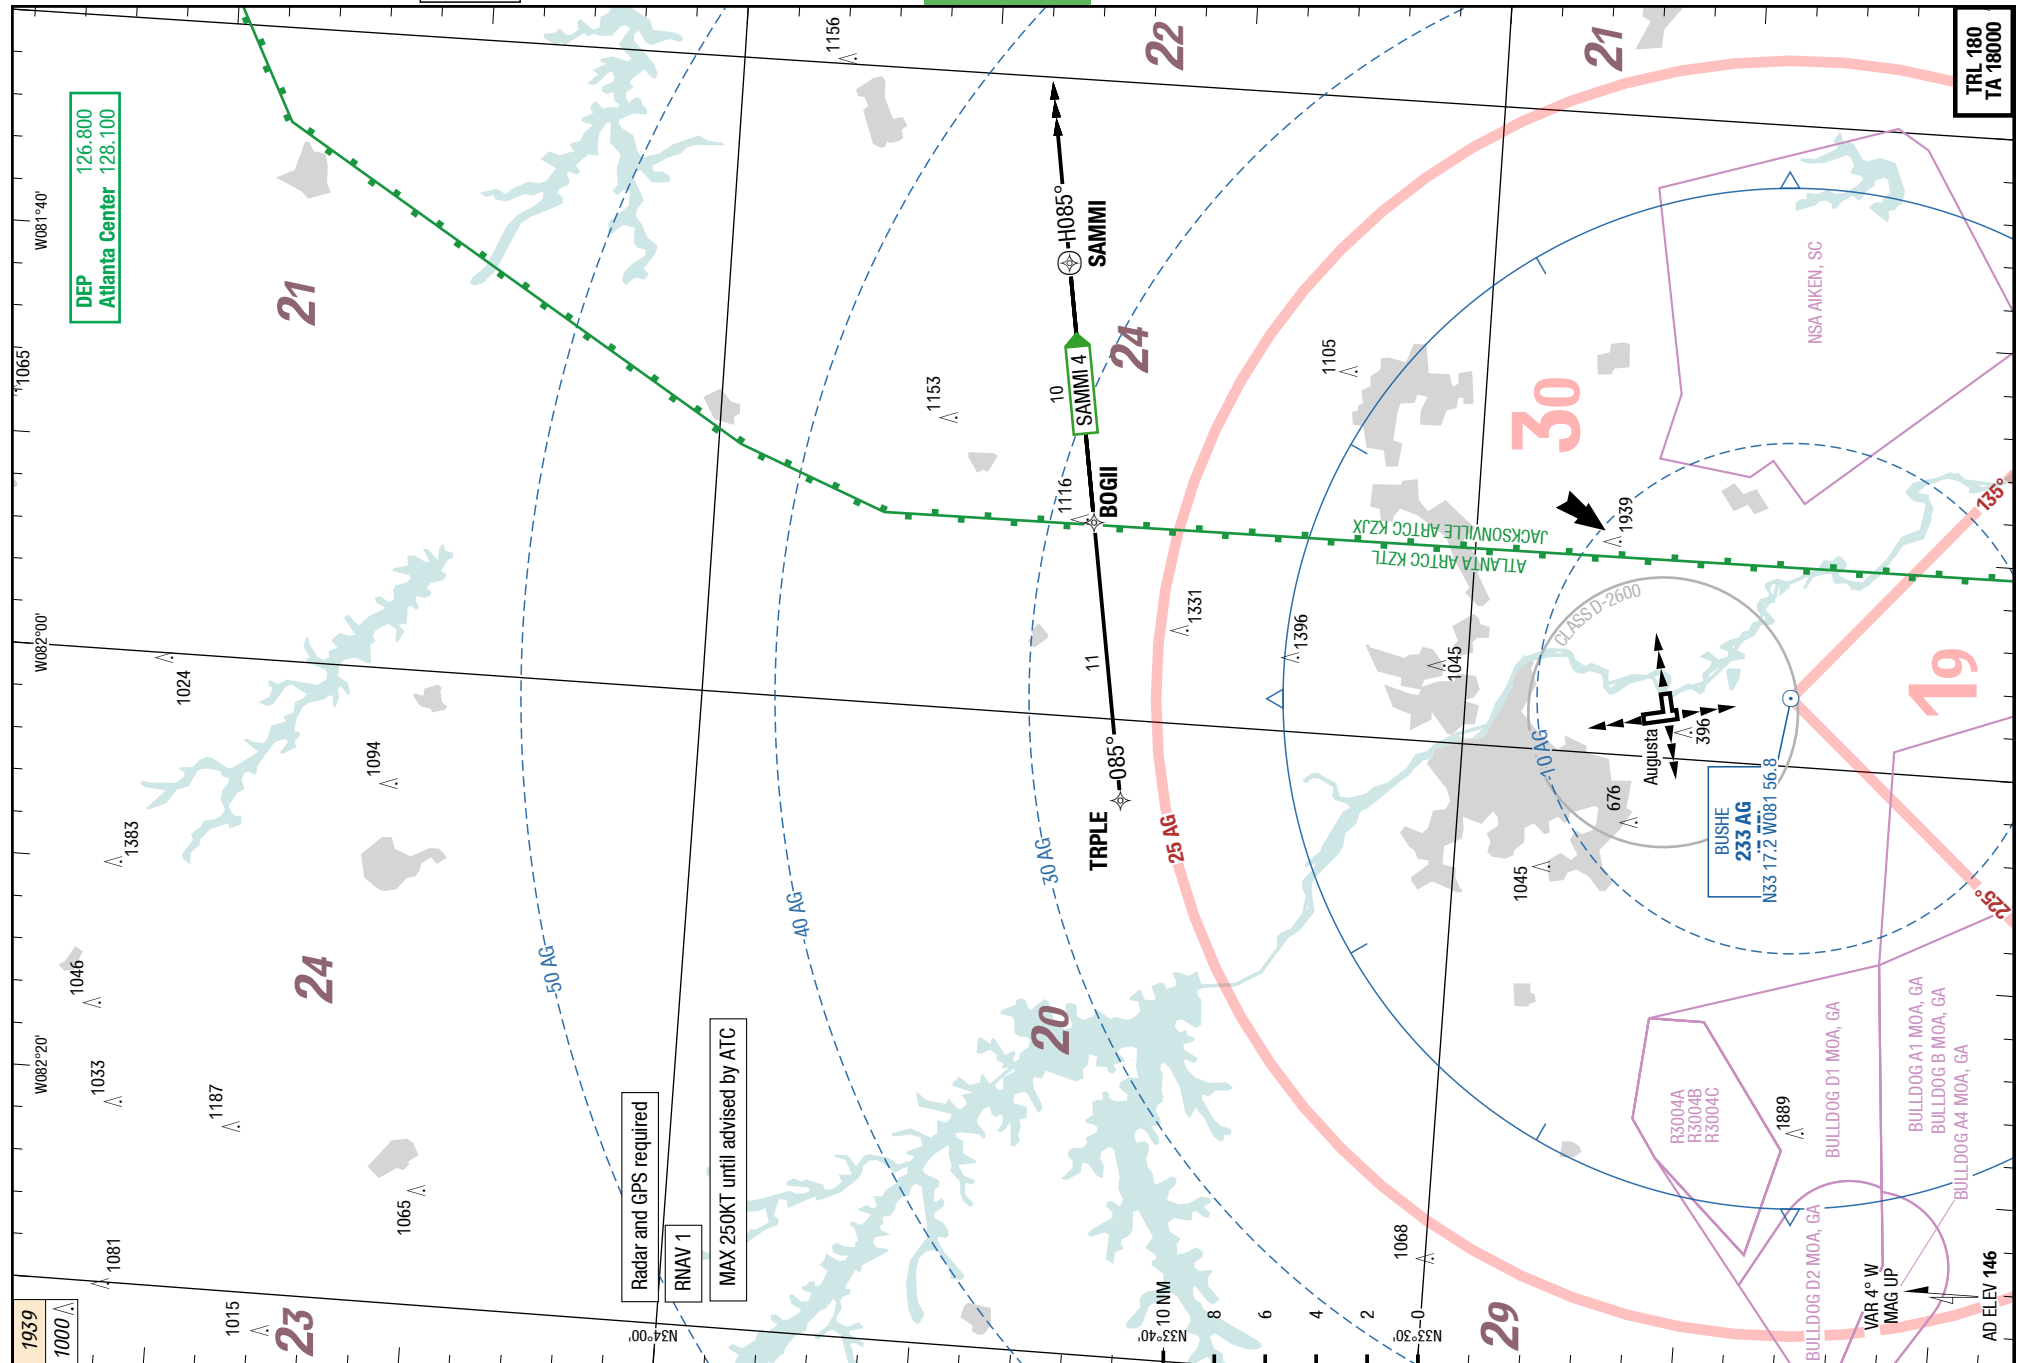 TRL 180
TA 18000
DEP 126.800
Atlanta Center 128.100
W081°40'
W082°00'
W082°20'
N34°00'
N33°40'
N33°30'
1156
22
21
21
1065
24
1153
10
SAMMI 4
H085°
SAMMI
1116
BOGII
11
085°
TRPLE
1105
30
NSA AIKEN, SC
JACKSONVILLE ARTCC KZJX
ATLANTA ARTCC KZTL
1939
135°
CLASS D-2600
1331
1396
1045
19
1024
1094
1383
50 AG
40 AG
30 AG
25 AG
10 AG
Augusta
396
676
1045
BUSHE
233 AG
N33 17.2 W081 56.8
225°
1046
24
1033
1187
20
1065
1081
1015
23
Radar and GPS required
RNAV 1
MAX 250KT until advised by ATC
R3004A
R3004B
R3004C
1889
BULLDOG D1 MOA, GA
BULLDOG A1 MOA, GA
BULLDOG B MOA, GA
BULLDOG A4 MOA, GA
BULLDOG D2 MOA, GA
1068
29
10 NM
8
6
4
2
0
VAR 4° W
MAG UP
AD ELEV 146
1939
1000